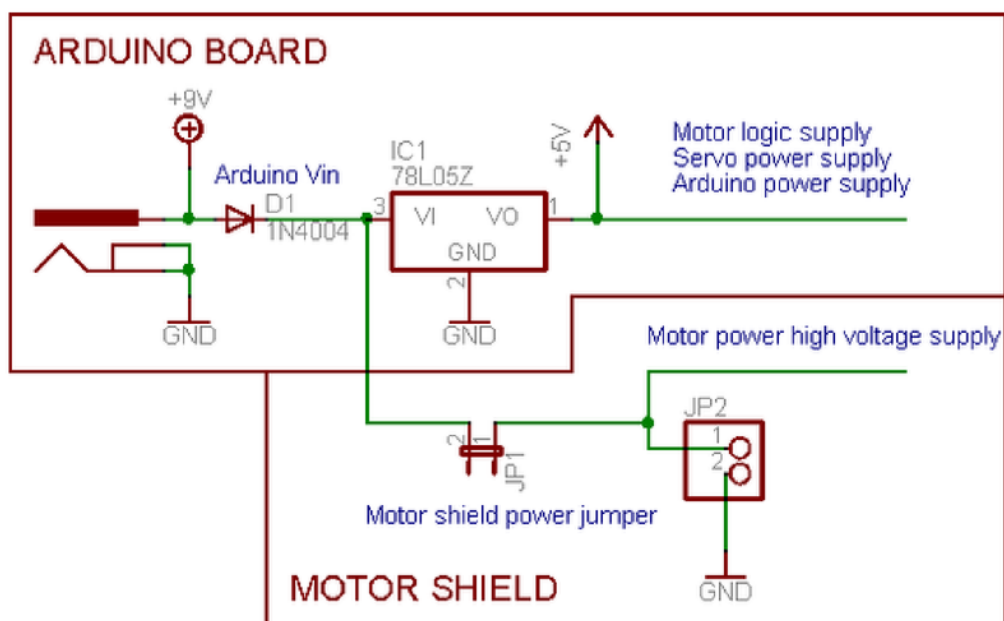 ARDUINO BOARD
+9V
Arduino Vin
D1
1N4004
IC1
78L05Z
3
VI
VO
1
GND
2
+5V
Motor logic supply
Servo power supply
Arduino power supply
GND
GND
Motor power high voltage supply
2
1
JP1
JP2
1
2
Motor shield power jumper
MOTOR SHIELD
GND